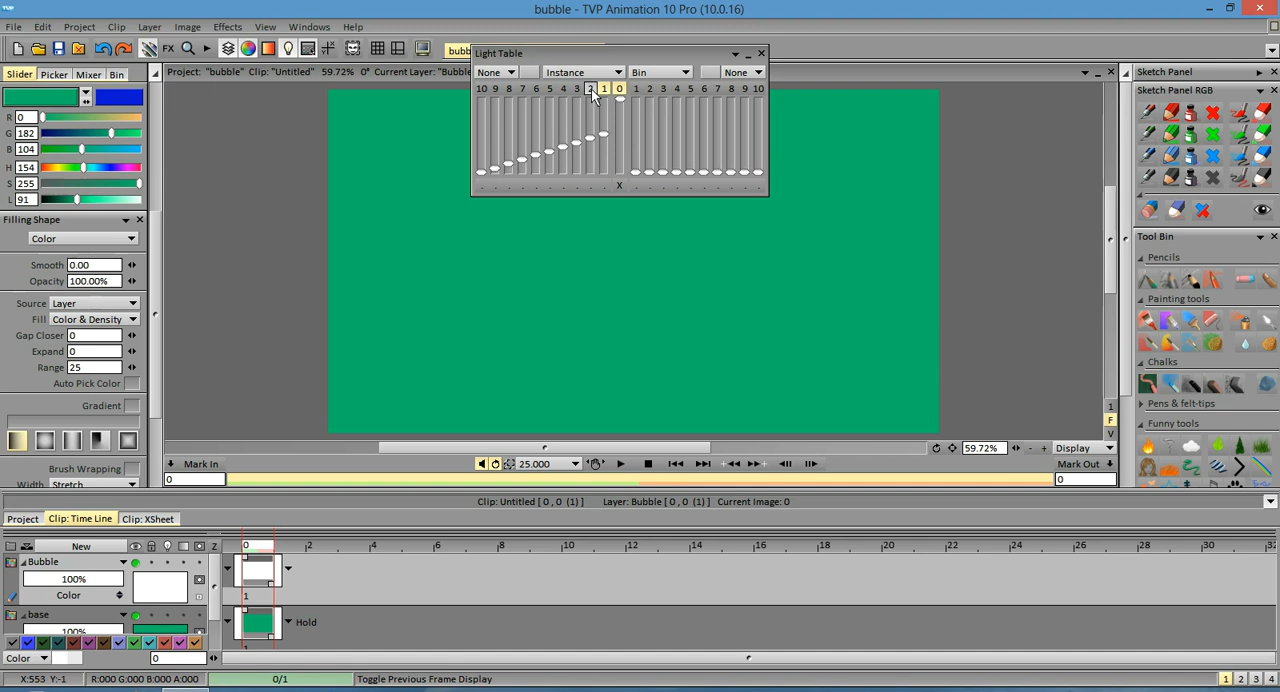 bubble - TVP Animation 10 Pro (10.0.16)
File Edit Project Clip Layer Image Effects View Windows Help
FX
Light Table
None Instance Bin None
10 9 8 7 6 5 4 3 2 1 0 1 2 3 4 5 6 7 8 9 10
X
Slider Picker Mixer Bin
R 0
G 182
B 104
H 154
S 255
L 91
Filling Shape
Color
Smooth 0.00
Opacity 100.00%
Source Layer
Fill Color & Density
Gap Closer 0
Expand 0
Range 25
Auto Pick Color
Gradient
Brush Wrapping
Width Stretch
Project: "bubble" Clip: "Untitled" 59.72% 0° Current Layer: "Bubble
1
F
V
59.72% - + Display
Mark In 25.000 Mark Out
0 0
Sketch Panel
Sketch Panel RGB
Tool Bin
Pencils
Painting tools
Chalks
Pens & felt-tips
Funny tools
Clip: Untitled [ 0 , 0 (1) ] Layer: Bubble [ 0 , 0 (1) ] Current Image: 0
Project Clip: Time Line Clip: XSheet
New Z 0 2 4 6 8 10 12 14 16 18 20 22 24 26 28 30 32
Bubble
100%
Color 1
base Hold
100%
Color 0
X:553 Y:-1 R:000 G:000 B:000 A:000 0/1 Toggle Previous Frame Display 1 2 3 4